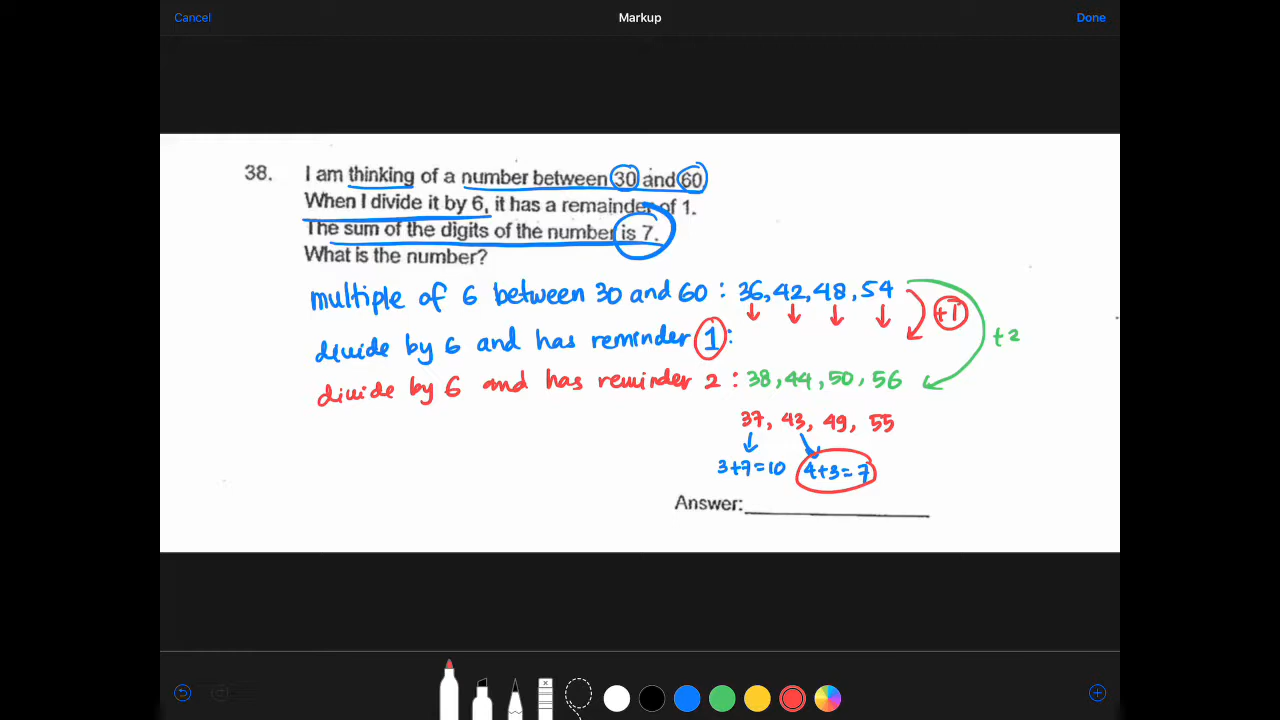 Cancel
Markup
Done
38. I am thinking of a number between 30 and 60.
When I divide it by 6, it has a remainder of 1.
The sum of the digits of the number is 7.
What is the number?
multiple of 6 between 30 and 60 : 36, 42, 48, 54
+1
divide by 6 and has reminder 1 :
+2
divide by 6 and has reminder 2 : 38, 44, 50, 56
37, 43, 49, 55
3+7=10 4+3=7
Answer: